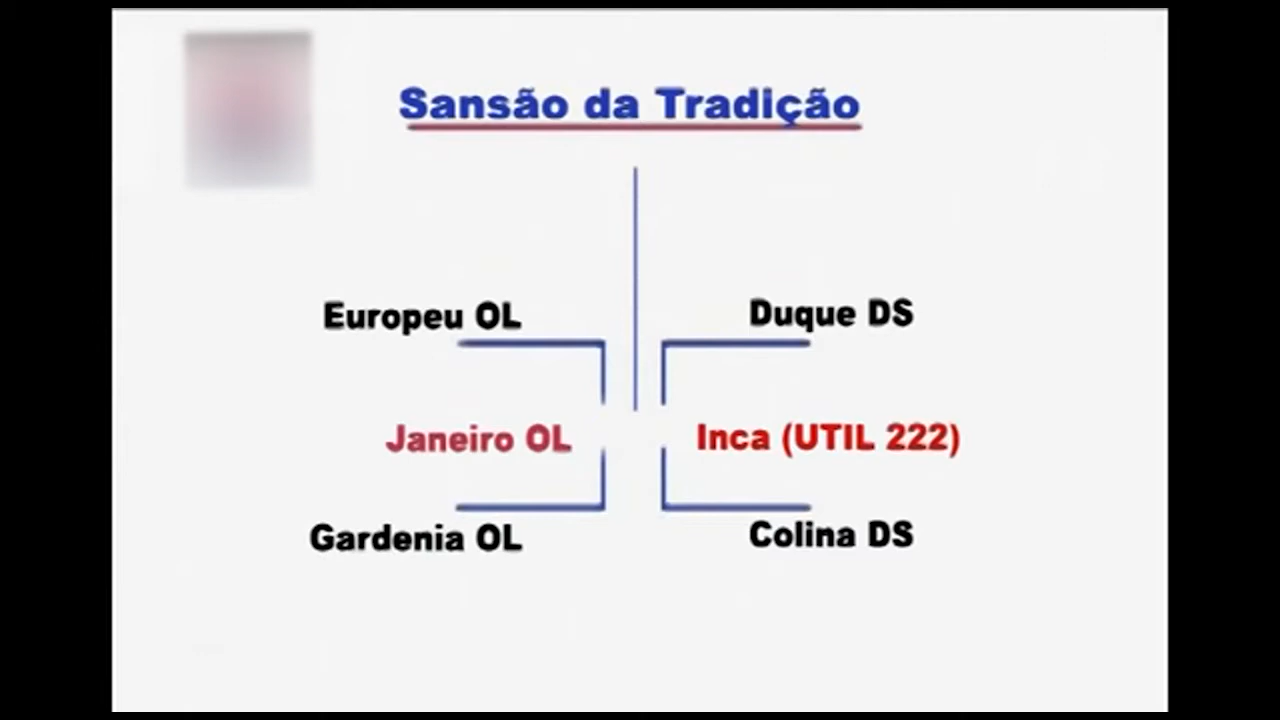 Sansão da Tradição
Europeu OL
Duque DS
Janeiro OL
Inca (UTIL 222)
Gardenia OL
Colina DS